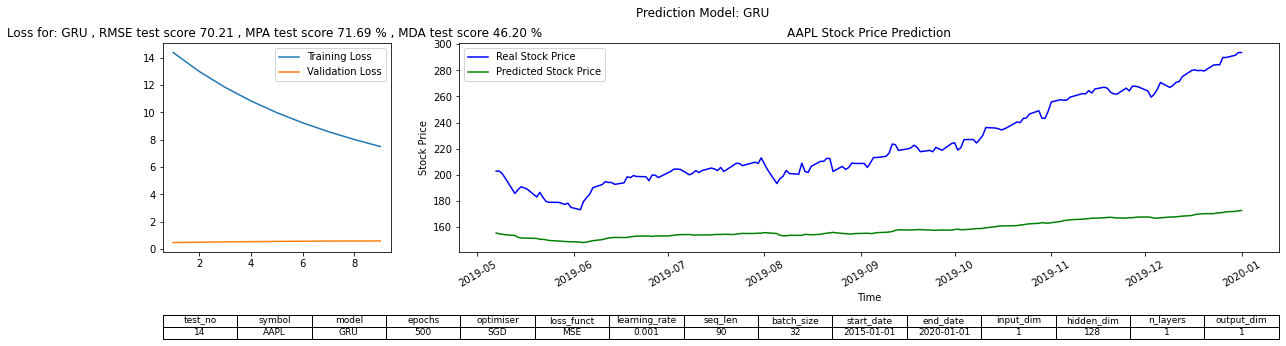 Prediction Model: GRU
Loss for: GRU , RMSE test score 70.21 , MPA test score 71.69 % , MDA test score 46.20 %
AAPL Stock Price Prediction
14
12
10
8
6
4
2
0
Training Loss
Validation Loss
2 4 6 8
Stock Price
300
280
260
240
220
200
180
160
Real Stock Price
Predicted Stock Price
2019-05 2019-06 2019-07 2019-08 2019-09 2019-10 2019-11 2019-12 2020-01
Time
test_no symbol model epochs optimiser loss_funct learning_rate seq_len batch_size start_date end_date input_dim hidden_dim n_layers output_dim
14 AAPL GRU 500 SGD MSE 0.001 90 32 2015-01-01 2020-01-01 1 128 1 1